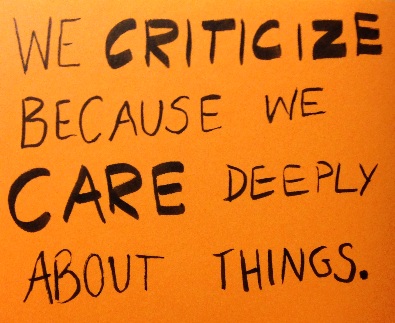 WE CRITICIZE
BECAUSE WE
CARE DEEPLY
ABOUT THINGS.